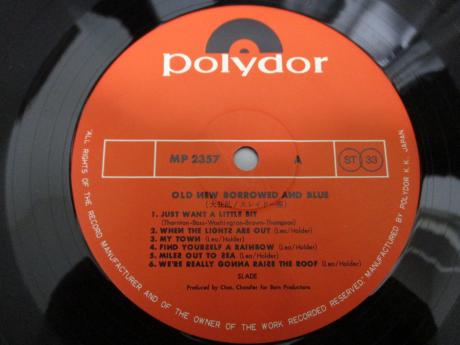 polydor
MP 2357 A ST 33
OLD NEW BORROWED AND BLUE
1. JUST WANT A LITTLE BIT
(Thornton-Bass-Washington-Brown-Thompson)
2. WHEN THE LIGHTS ARE OUT (Lea/Holder)
3. MY TOWN (Lea/Holder)
4. FIND YOURSELF A RAINBOW (Lea/Holder)
5. MILES OUT TO SEA (Lea/Holder)
6. WE'RE REALLY GONNA RAISE THE ROOF (Lea/Holder)
SLADE
Produced by Chas. Chandler for Barn Productions
ALL RIGHTS OF THE RECORD MANUFACTURER AND OF THE OWNER OF THE WORK RECORDED RESERVED · MANUFACTURED BY POLYDOR K.K. JAPAN